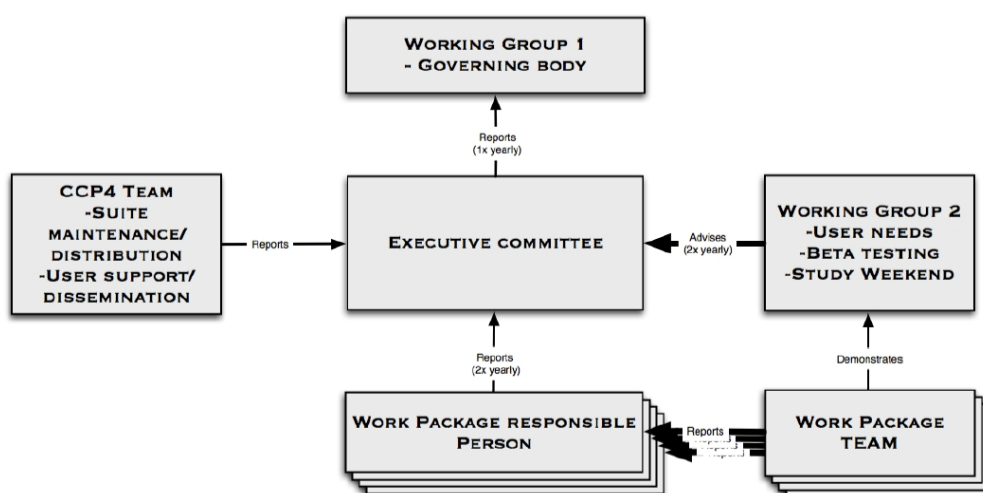 WORKING GROUP 1
- GOVERNING BODY
Reports
(1x yearly)
CCP4 TEAM
-SUITE
MAINTENANCE/
DISTRIBUTION
-USER SUPPORT/
DISSEMINATION
Reports
EXECUTIVE COMMITTEE
Advises
(2x yearly)
WORKING GROUP 2
-USER NEEDS
-BETA TESTING
-STUDY WEEKEND
Reports
(2x yearly)
Demonstrates
WORK PACKAGE RESPONSIBLE
PERSON
Reports
WORK PACKAGE
TEAM